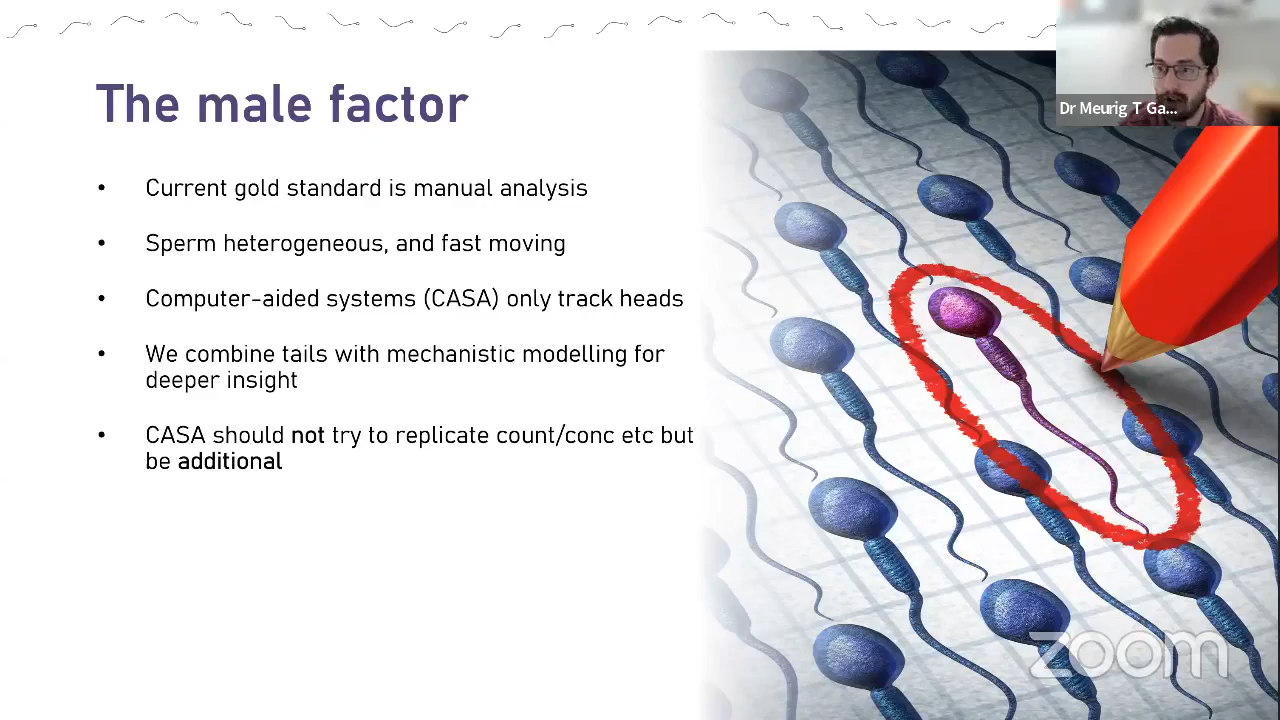 Dr Meurig T Ga...
The male factor
• Current gold standard is manual analysis
• Sperm heterogeneous, and fast moving
• Computer-aided systems (CASA) only track heads
• We combine tails with mechanistic modelling for
deeper insight
• CASA should not try to replicate count/conc etc but
be additional
zoom